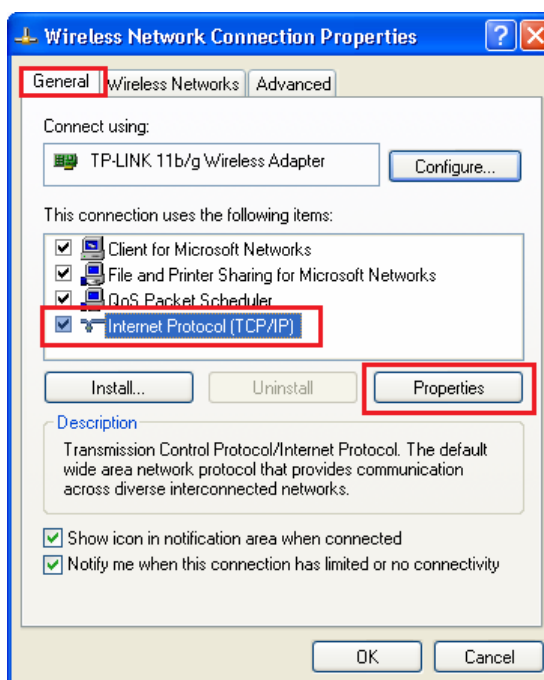 Wireless Network Connection Properties
General Wireless Networks Advanced
Connect using:
TP-LINK 11b/g Wireless Adapter
Configure...
This connection uses the following items:
Client for Microsoft Networks
File and Printer Sharing for Microsoft Networks
QoS Packet Scheduler
Internet Protocol (TCP/IP)
Install... Uninstall Properties
Description
Transmission Control Protocol/Internet Protocol. The default
wide area network protocol that provides communication
across diverse interconnected networks.
Show icon in notification area when connected
Notify me when this connection has limited or no connectivity
OK Cancel